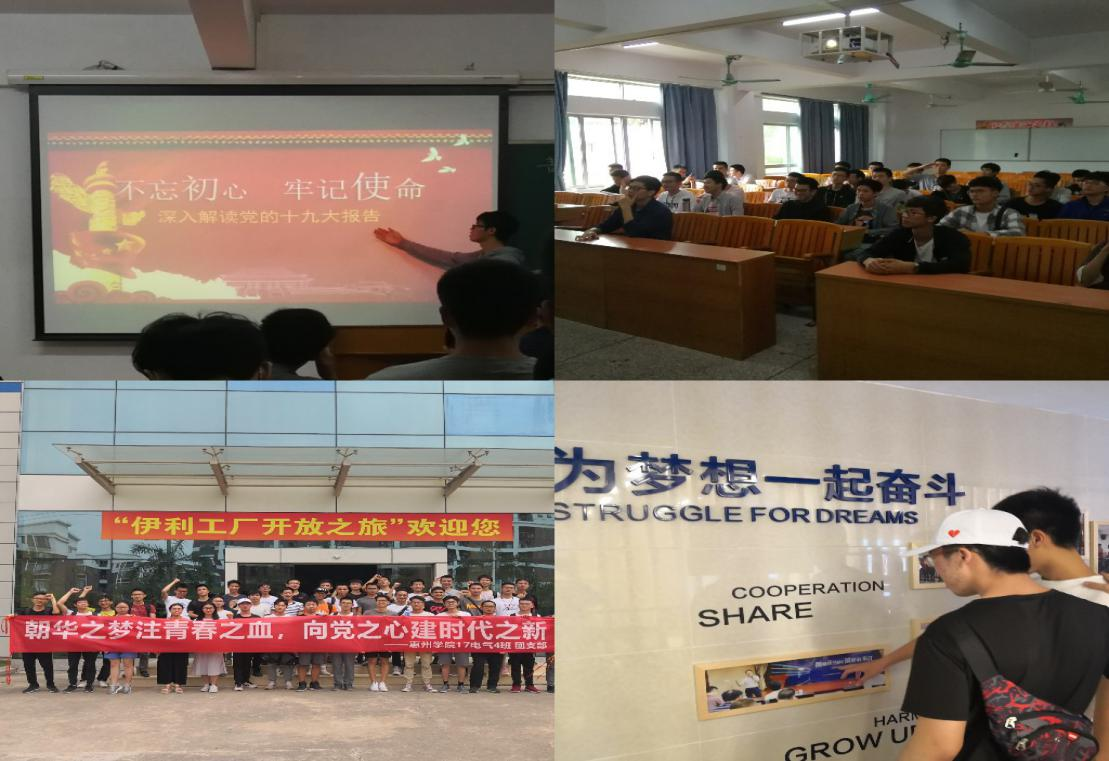 不忘初心 牢记使命
深入解读党的十九大报告
“伊利工厂开放之旅”欢迎您
朝华之梦注青春之血，向党之心建时代之新
——惠州学院17电气4班 团支部
为梦想一起奋斗
STRUGGLE FOR DREAMS
COOPERATION
SHARE
GROW